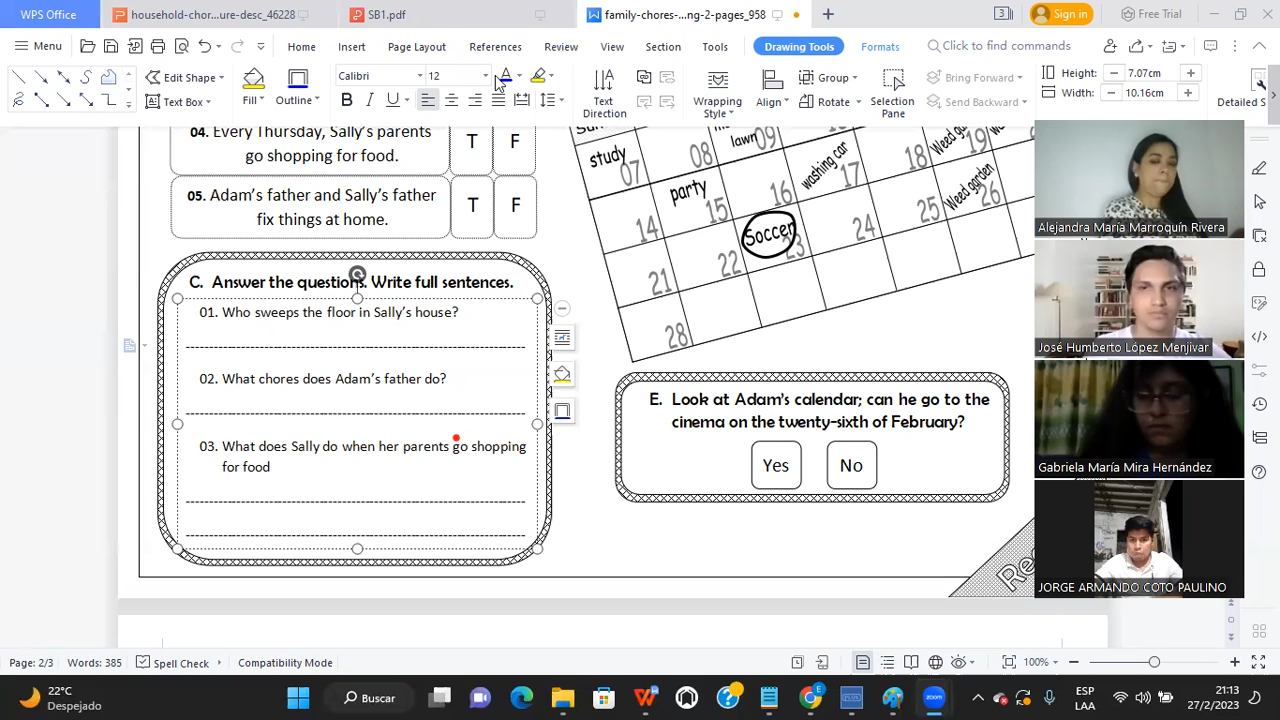 WPS Office
household-chor...ure-desc_46228
SB1.pdf
family-chores-...ng-2-pages_958
3
Sign in
Free Trial
Menu
Home
Insert
Page Layout
References
Review
View
Section
Tools
Drawing Tools
Formats
Click to find commands
Edit Shape
Text Box
Fill
Outline
Calibri
12
B I U
Text Direction
Wrapping Style
Align
Group
Rotate
Selection Pane
Bring Forward
Send Backward
Height: 7.07cm
Width: 10.16cm
Detailed S
04. Every Thursday, Sally's parents
go shopping for food.
T F
05. Adam's father and Sally's father
fix things at home.
T F
C. Answer the questions. Write full sentences.
01. Who sweeps the floor in Sally's house?
02. What chores does Adam's father do?
03. What does Sally do when her parents go shopping
for food
study
07
08
lawn
09
washing car
17
18
19
party
14
15
16
Soccer
23
24
25
Weed garden
26
21
22
28
E. Look at Adam's calendar; can he go to the
cinema on the twenty-sixth of February?
Yes No
Alejandra María Marroquín Rivera
José Humberto López Menjivar
Gabriela María Mira Hernández
JORGE ARMANDO COTO PAULINO
Page: 2/3
Words: 385
Spell Check
Compatibility Mode
100%
22°C
Despejado
Buscar
zoom
ESP
LAA
21:13
27/2/2023